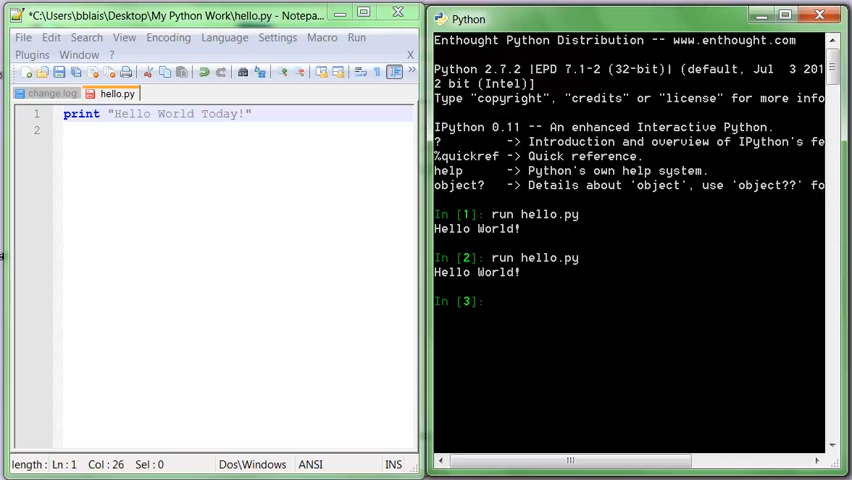 *C:\Users\bblais\Desktop\My Python Work\hello.py - Notepa...
File Edit Search View Encoding Language Settings Macro Run
Plugins Window ? X
change.log hello.py
1 print "Hello World Today!"
2
length : Ln : 1 Col : 26 Sel : 0 Dos\Windows ANSI INS
Python
Enthought Python Distribution -- www.enthought.com
Python 2.7.2 |EPD 7.1-2 (32-bit)| (default, Jul 3 201
2 bit (Intel)]
Type "copyright", "credits" or "license" for more info
IPython 0.11 -- An enhanced Interactive Python.
? -> Introduction and overview of IPython's fe
%quickref -> Quick reference.
help -> Python's own help system.
object? -> Details about 'object', use 'object??' fo
In [1]: run hello.py
Hello World!
In [2]: run hello.py
Hello World!
In [3]: